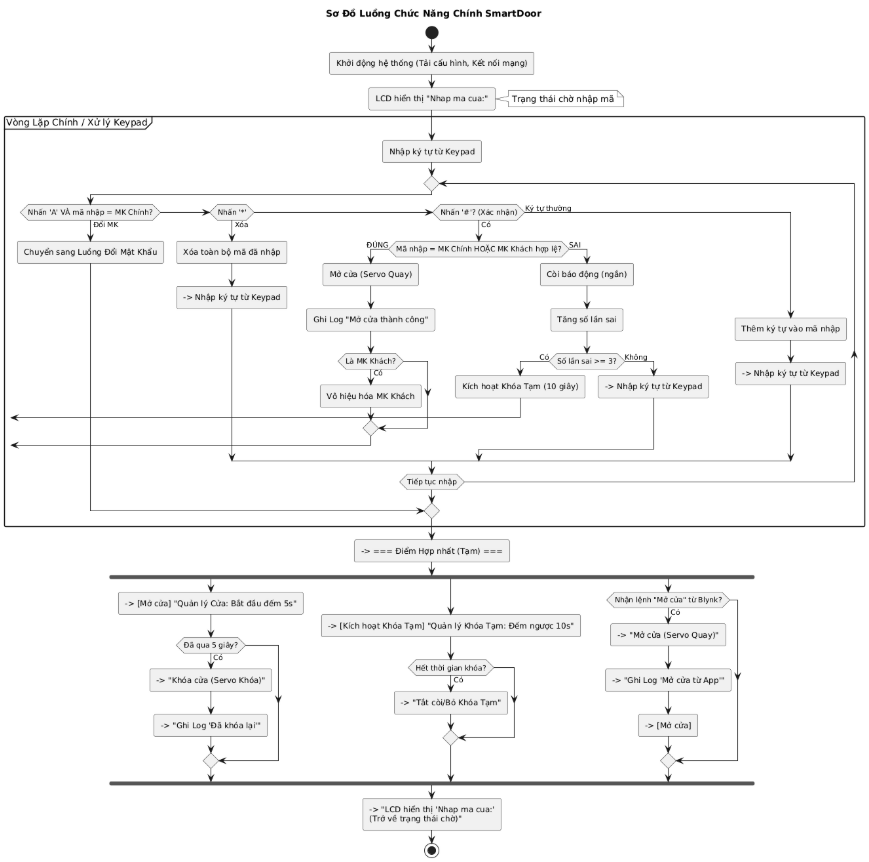 Sơ Đồ Luồng Chức Năng Chính SmartDoor
Khởi động hệ thống (Tải cấu hình, Kết nối mạng)
LCD hiển thị "Nhap ma cua:"
Trạng thái chờ nhập mã
Vòng Lặp Chính / Xử lý Keypad
Nhập ký tự từ Keypad
Nhấn 'A' VÀ mã nhập = MK Chính?
Đổi MK
Chuyển sang Luồng Đổi Mật Khẩu
Nhấn '*'
Xóa
Xóa toàn bộ mã đã nhập
-> Nhập ký tự từ Keypad
Nhấn '#'? (Xác nhận)
Có
Ký tự thường
Mã nhập = MK Chính HOẶC MK Khách hợp lệ?
ĐÚNG
SAI
Mở cửa (Servo Quay)
Ghi Log "Mở cửa thành công"
Là MK Khách?
Có
Vô hiệu hóa MK Khách
Còi báo động (ngắn)
Tăng số lần sai
Số lần sai >= 3?
Có
Không
Kích hoạt Khóa Tạm (10 giây)
-> Nhập ký tự từ Keypad
Thêm ký tự vào mã nhập
-> Nhập ký tự từ Keypad
Tiếp tục nhập
-> === Điểm Hợp nhất (Tạm) ===
-> [Mở cửa] "Quản lý Cửa: Bắt đầu đếm 5s"
Đã qua 5 giây?
Có
-> "Khóa cửa (Servo Khóa)"
-> "Ghi Log 'Đã khóa lại'"
-> [Kích hoạt Khóa Tạm] "Quản lý Khóa Tạm: Đếm ngược 10s"
Hết thời gian khóa?
Có
-> "Tắt còi/Bỏ Khóa Tạm"
Nhận lệnh "Mở cửa" từ Blynk?
Có
-> "Mở cửa (Servo Quay)"
-> "Ghi Log 'Mở cửa từ App'"
-> [Mở cửa]
-> "LCD hiển thị 'Nhap ma cua:'
(Trở về trạng thái chờ)"